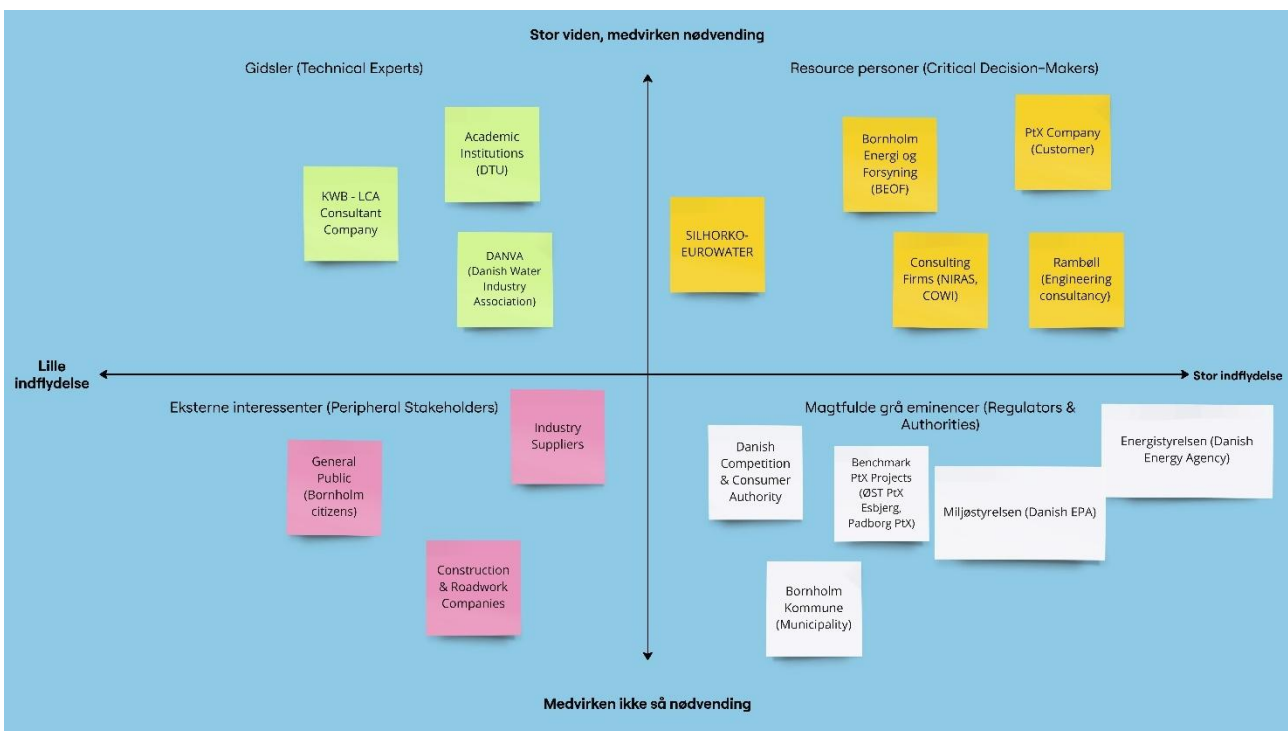 Stor viden, medvirken nødvending
Gidsler (Technical Experts)
Resource personer (Critical Decision-Makers)
Academic
Institutions
(DTU)
KWB - LCA
Consultant
Company
DANVA
(Danish Water
Industry
Association)
Bornholm
Energi og
Forsyning
(BEOF)
PtX Company
(Customer)
SILHORKO-
EUROWATER
Consulting
Firms (NIRAS,
COWI)
Rambøll
(Engineering
consultancy)
Lille
indflydelse
Stor indflydelse
Eksterne interessenter (Peripheral Stakeholders)
Industry
Suppliers
General
Public
(Bornholm
citizens)
Construction
& Roadwork
Companies
Magtfulde grå eminencer (Regulators &
Authorities)
Danish
Competition
& Consumer
Authority
Benchmark
PtX Projects
(ØST PtX
Esbjerg,
Padborg PtX)
Miljøstyrelsen (Danish EPA)
Energistyrelsen (Danish
Energy Agency)
Bornholm
Kommune
(Municipality)
Medvirken ikke så nødvending